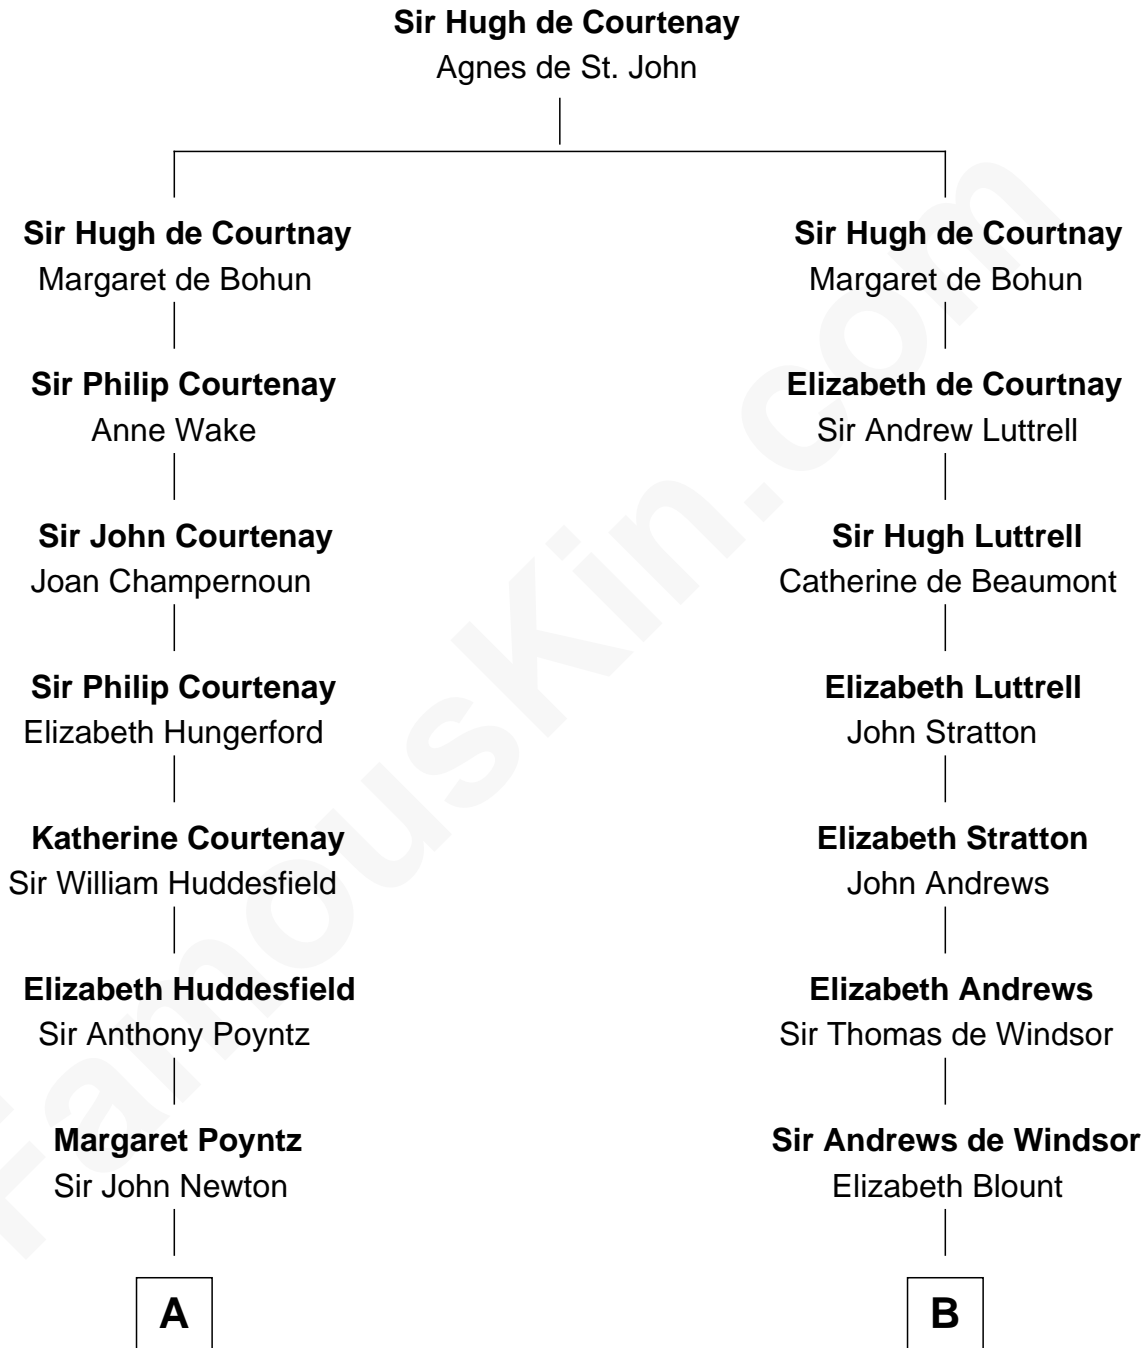 Sir Hugh de Courtenay
Agnes de St. John
Sir Hugh de Courtnay
Margaret de Bohun
Sir Philip Courtenay
Anne Wake
Sir John Courtenay
Joan Champernoun
Sir Philip Courtenay
Elizabeth Hungerford
Katherine Courtenay
Sir William Huddesfield
Elizabeth Huddesfield
Sir Anthony Poyntz
Margaret Poyntz
Sir John Newton
A
Sir Hugh de Courtnay
Margaret de Bohun
Elizabeth de Courtnay
Sir Andrew Luttrell
Sir Hugh Luttrell
Catherine de Beaumont
Elizabeth Luttrell
John Stratton
Elizabeth Stratton
John Andrews
Elizabeth Andrews
Sir Thomas de Windsor
Sir Andrews de Windsor
Elizabeth Blount
B
FamousKin.com